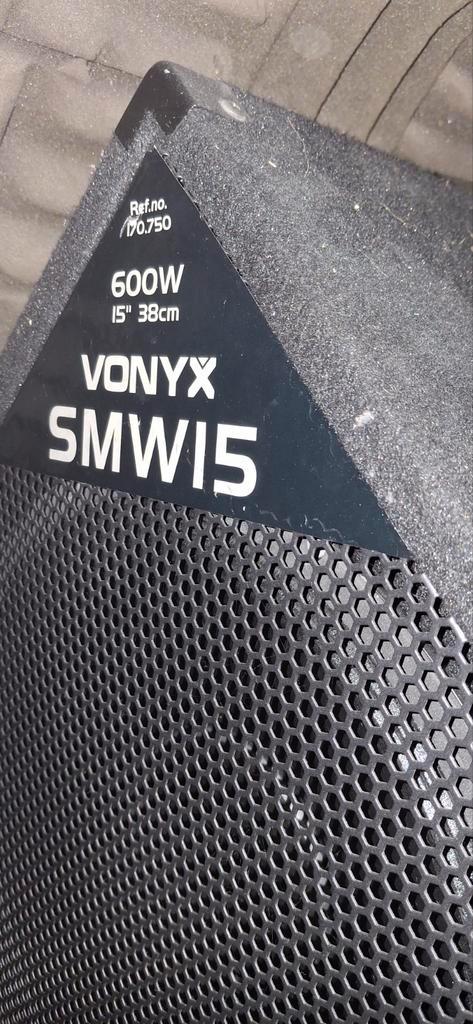 Ref.no.
170.750
600W
15" 38cm
VONYX
SMW15